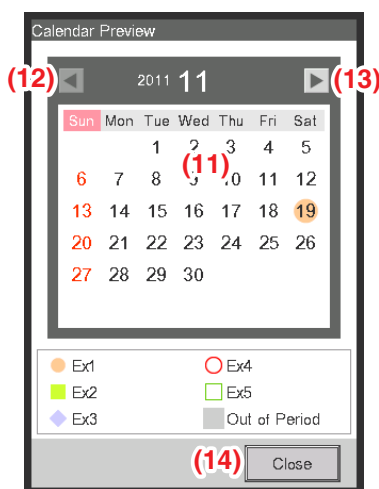 Calendar Preview
(12) 2011 11 (13)
Sun Mon Tue Wed Thu Fri Sat
1 2 3 4 5
(11)
6 7 8 9 10 11 12
13 14 15 16 17 18 19
20 21 22 23 24 25 26
27 28 29 30
Ex1 Ex4
Ex2 Ex5
Ex3 Out of Period
(14) Close